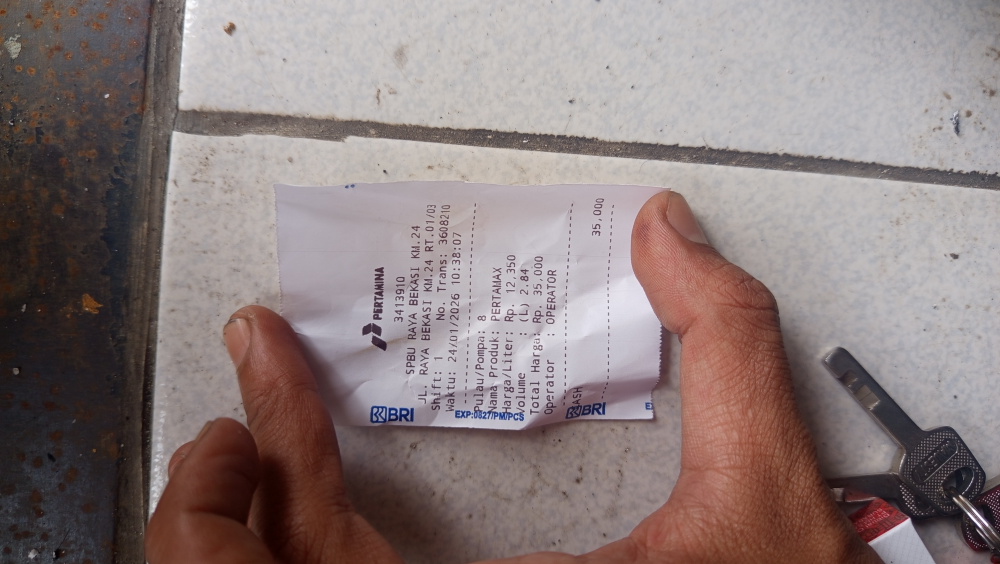 PERTAMINA
3413910
SPBU RAYA BEKASI KM.24
JL. RAYA BEKASI KM.24 RT.01/03
Shift: 1 No. Trans: 3608210
Waktu: 24/01/2026 10:38:07
Pulau/Pompa: 8
Nama Produk: PERTAMAX
Harga/Liter: Rp. 12,350
Volume : (L) 2.84
Total Harga: Rp. 35,000
Operator : OPERATOR
CASH 35,000
BRI
EXP:0827/PM/PCS
BRI